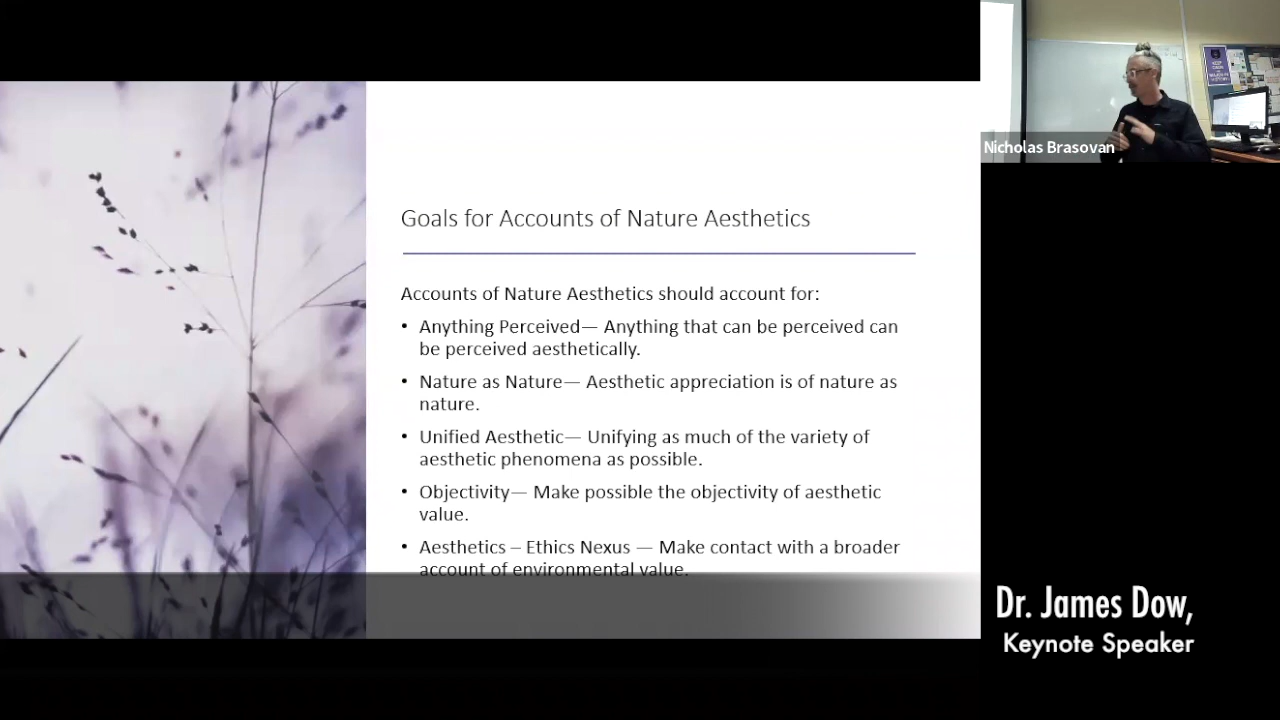 Goals for Accounts of Nature Aesthetics
Accounts of Nature Aesthetics should account for:
• Anything Perceived— Anything that can be perceived can
be perceived aesthetically.
• Nature as Nature— Aesthetic appreciation is of nature as
nature.
• Unified Aesthetic— Unifying as much of the variety of
aesthetic phenomena as possible.
• Objectivity— Make possible the objectivity of aesthetic
value.
• Aesthetics – Ethics Nexus — Make contact with a broader
account of environmental value.
Nicholas Brasovan
Dr. James Dow,
Keynote Speaker